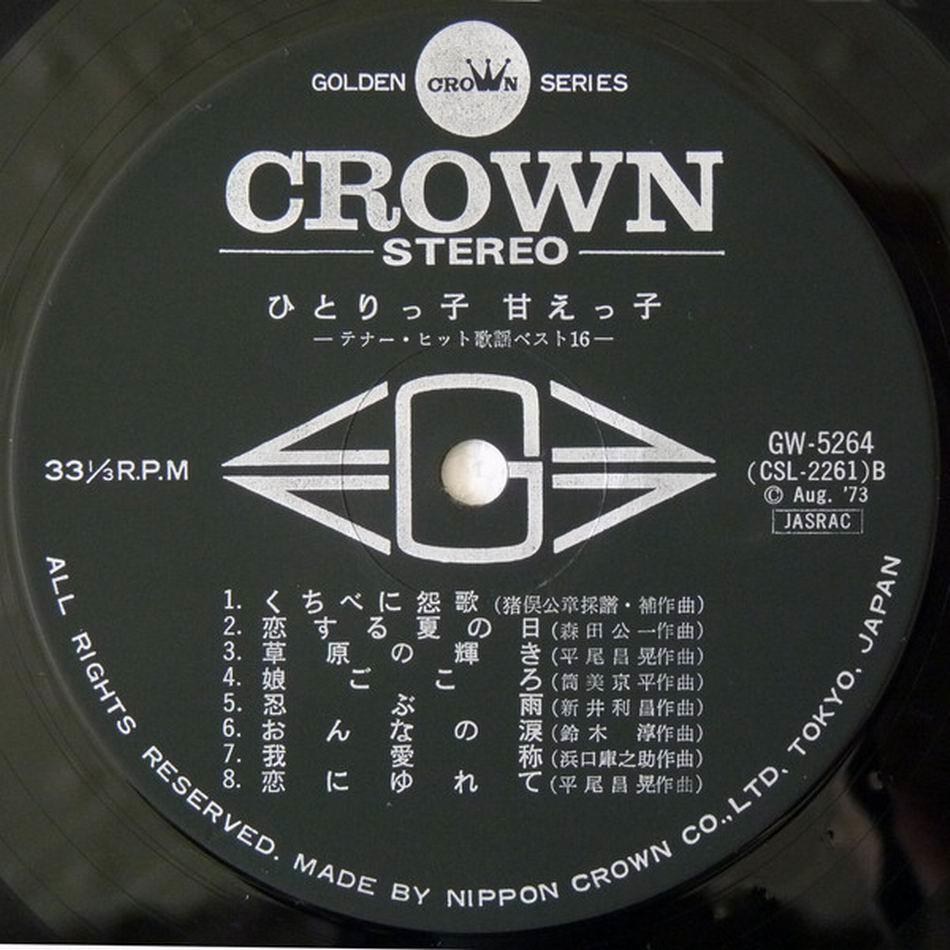 GOLDEN CROWN SERIES
CROWN
STEREO
ひとりっ子 甘えっ子
—テナー・ヒット歌謡ベスト16—
G
33⅓R.P.M
GW-5264
(CSL-2261)B
© Aug. '73
JASRAC
1. くちべに怨歌 (猪俣公章採譜・補作曲)
2. 恋する夏の日 (森田公一作曲)
3. 草原の輝き (平尾昌晃作曲)
4. 娘ごころ (筒美京平作曲)
5. 忍ぶ雨 (新井利昌作曲)
6. おんなの涙 (鈴木 淳作曲)
7. 我愛称 (浜口庫之助作曲)
8. 恋にゆれて (平尾昌晃作曲)
ALL RIGHTS RESERVED. MADE BY NIPPON CROWN CO.,LTD. TOKYO, JAPAN